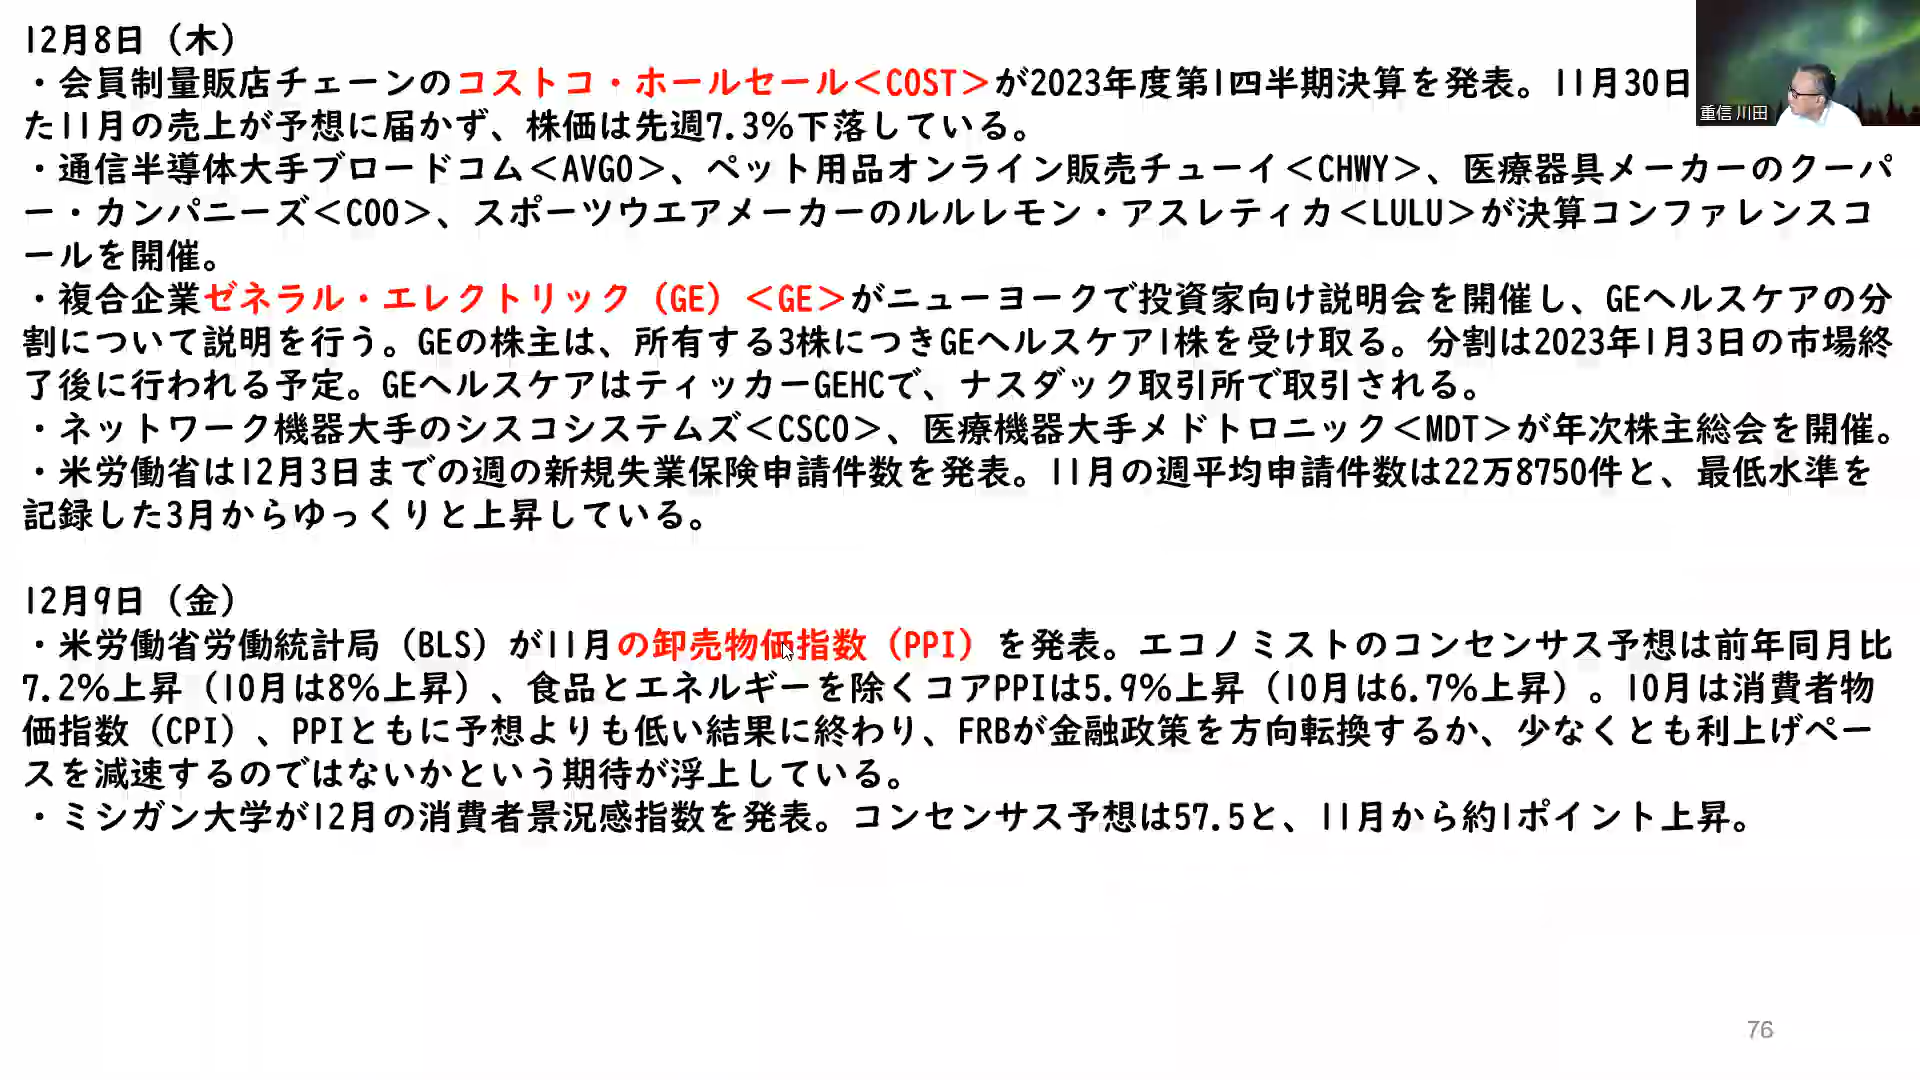 12月8日（木）
・会員制量販店チェーンのコストコ・ホールセール＜COST＞が2023年度第1四半期決算を発表。11月30日
た11月の売上が予想に届かず、株価は先週7.3%下落している。
・通信半導体大手ブロードコム＜AVGO＞、ペット用品オンライン販売チューイ＜CHWY＞、医療器具メーカーのクーパ
ー・カンパニーズ＜COO＞、スポーツウエアメーカーのルルレモン・アスレティカ＜LULU＞が決算コンファレンスコ
ールを開催。
・複合企業ゼネラル・エレクトリック（GE）＜GE＞がニューヨークで投資家向け説明会を開催し、GEヘルスケアの分
割について説明を行う。GEの株主は、所有する3株につきGEヘルスケア1株を受け取る。分割は2023年1月3日の市場終
了後に行われる予定。GEヘルスケアはティッカーGEHCで、ナスダック取引所で取引される。
・ネットワーク機器大手のシスコシステムズ＜CSCO＞、医療機器大手メドトロニック＜MDT＞が年次株主総会を開催。
・米労働省は12月3日までの週の新規失業保険申請件数を発表。11月の週平均申請件数は22万8750件と、最低水準を
記録した3月からゆっくりと上昇している。
12月9日（金）
・米労働省労働統計局（BLS）が11月の卸売物価指数（PPI）を発表。エコノミストのコンセンサス予想は前年同月比
7.2%上昇（10月は8%上昇）、食品とエネルギーを除くコアPPIは5.9%上昇（10月は6.7%上昇）。10月は消費者物
価指数（CPI）、PPIともに予想よりも低い結果に終わり、FRBが金融政策を方向転換するか、少なくとも利上げペー
スを減速するのではないかという期待が浮上している。
・ミシガン大学が12月の消費者景況感指数を発表。コンセンサス予想は57.5と、11月から約1ポイント上昇。
重信 川田
76